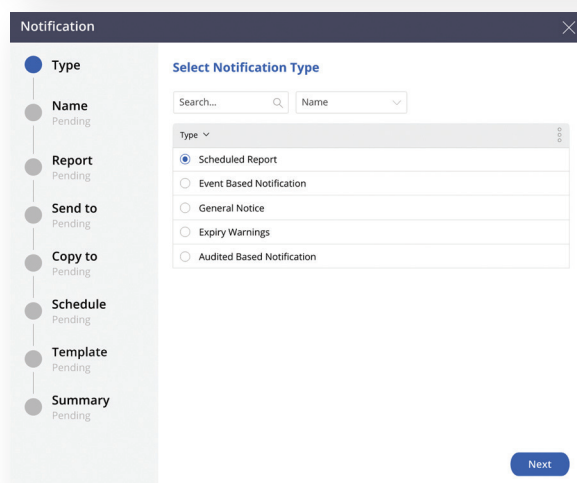 Notification
Type
Name
Pending
Report
Pending
Send to
Pending
Copy to
Pending
Schedule
Pending
Template
Pending
Summary
Pending
Select Notification Type
Search... Name
Type
Scheduled Report
Event Based Notification
General Notice
Expiry Warnings
Audited Based Notification
Next